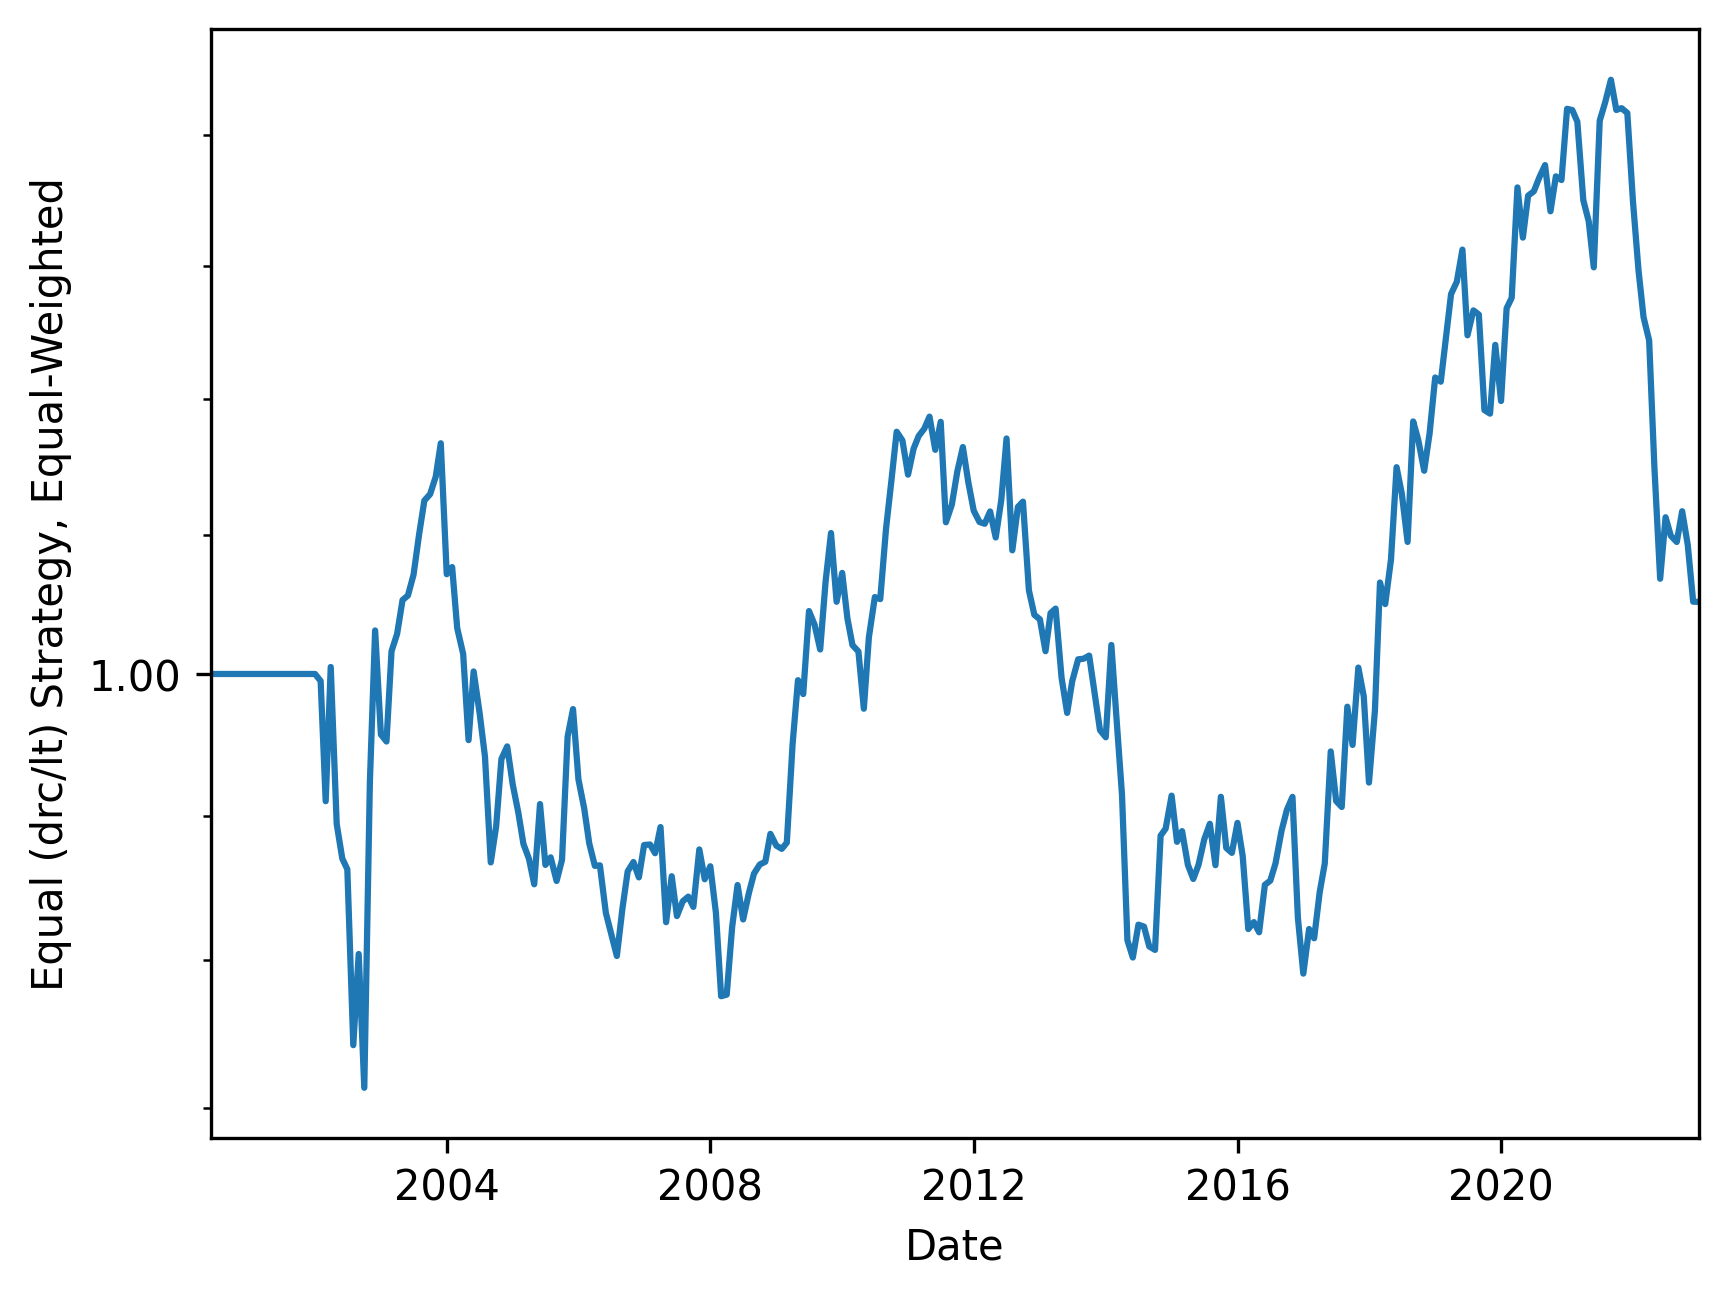 Equal (drc/lt) Strategy, Equal-Weighted
1.00
2004 2008 2012 2016 2020
Date